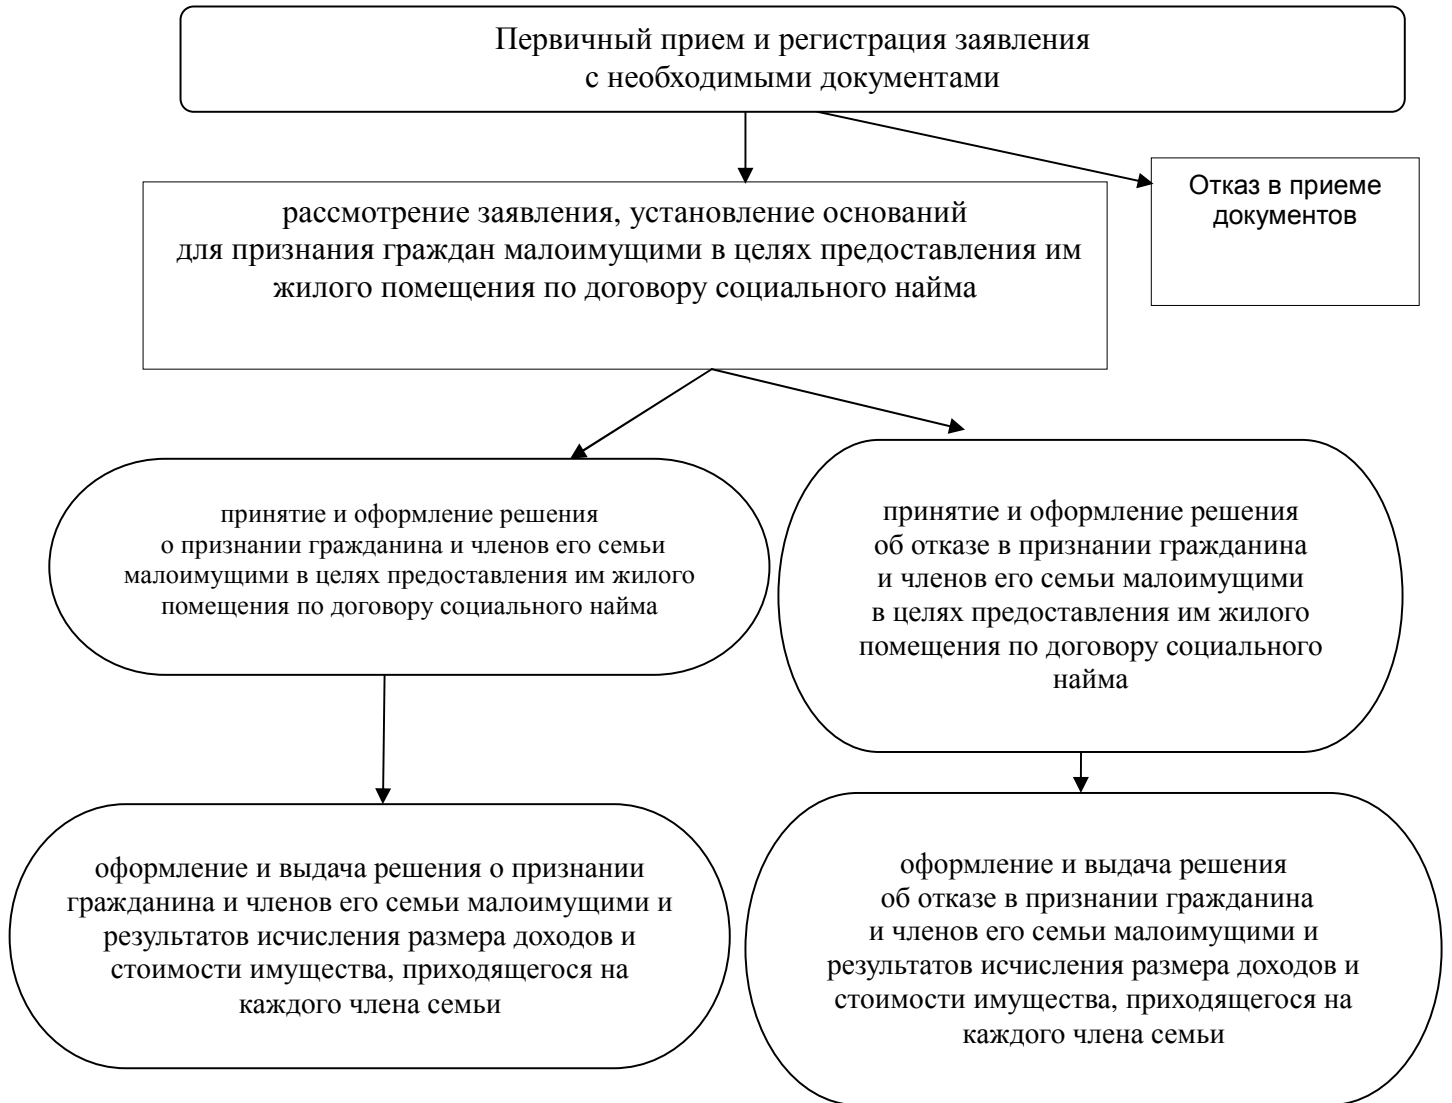 Первичный прием и регистрация заявления
с необходимыми документами
Отказ в приеме
документов
рассмотрение заявления, установление оснований
для признания граждан малоимущими в целях предоставления им
жилого помещения по договору социального найма
принятие и оформление решения
о признании гражданина и членов его семьи
малоимущими в целях предоставления им жилого
помещения по договору социального найма
принятие и оформление решения
об отказе в признании гражданина
и членов его семьи малоимущими
в целях предоставления им жилого
помещения по договору социального
найма
оформление и выдача решения о признании
гражданина и членов его семьи малоимущими и
результатов исчисления размера доходов и
стоимости имущества, приходящегося на
каждого члена семьи
оформление и выдача решения
об отказе в признании гражданина
и членов его семьи малоимущими и
результатов исчисления размера доходов и
стоимости имущества, приходящегося на
каждого члена семьи